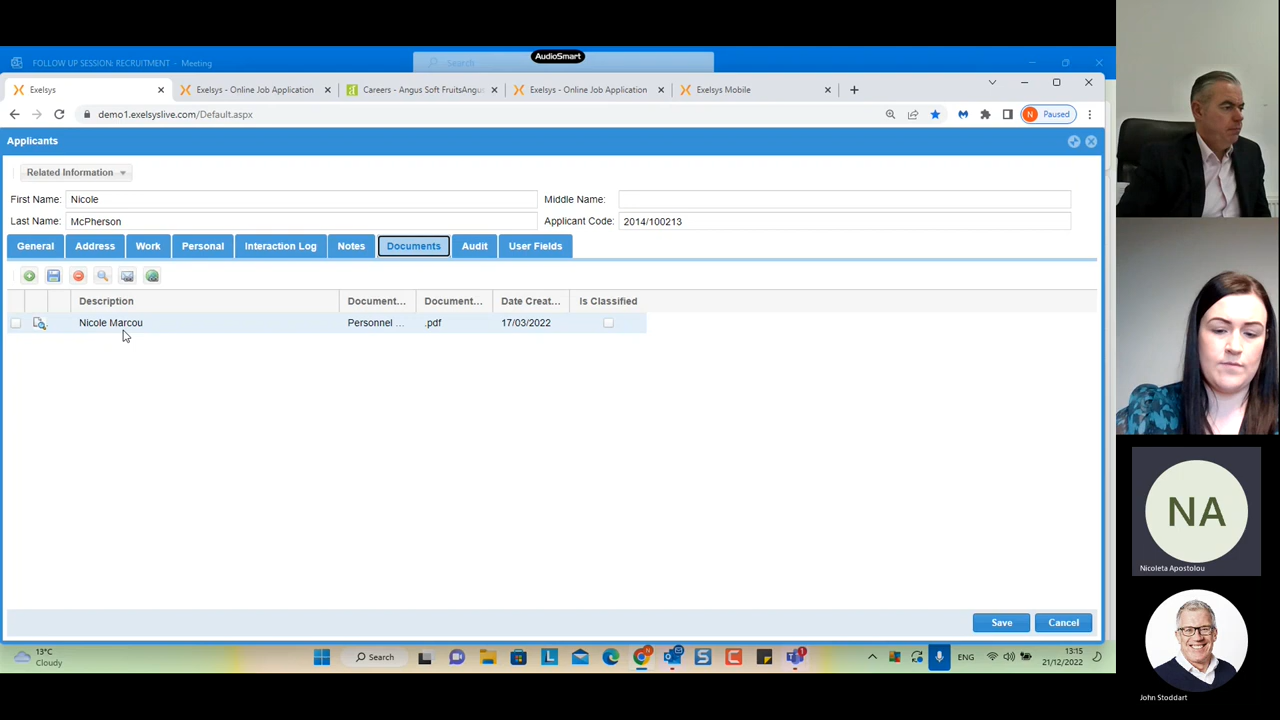 AudioSmart
FOLLOW UP SESSION: RECRUITMENT - Meeting
Search
Exelsys
Exelsys - Online Job Application
Careers - Angus Soft FruitsAngus
Exelsys - Online Job Application
Exelsys Mobile
demo1.exelsyslive.com/Default.aspx
N Paused
Applicants
Related Information
First Name: Nicole
Middle Name:
Last Name: McPherson
Applicant Code: 2014/100213
General Address Work Personal Interaction Log Notes Documents Audit User Fields
Description Document... Document... Date Creat... Is Classified
Nicole Marcou Personnel ... .pdf 17/03/2022
Save Cancel
NA
Nicoleta Apostolou
John Stoddart
13°C
Cloudy
Search
ENG
13:15
21/12/2022